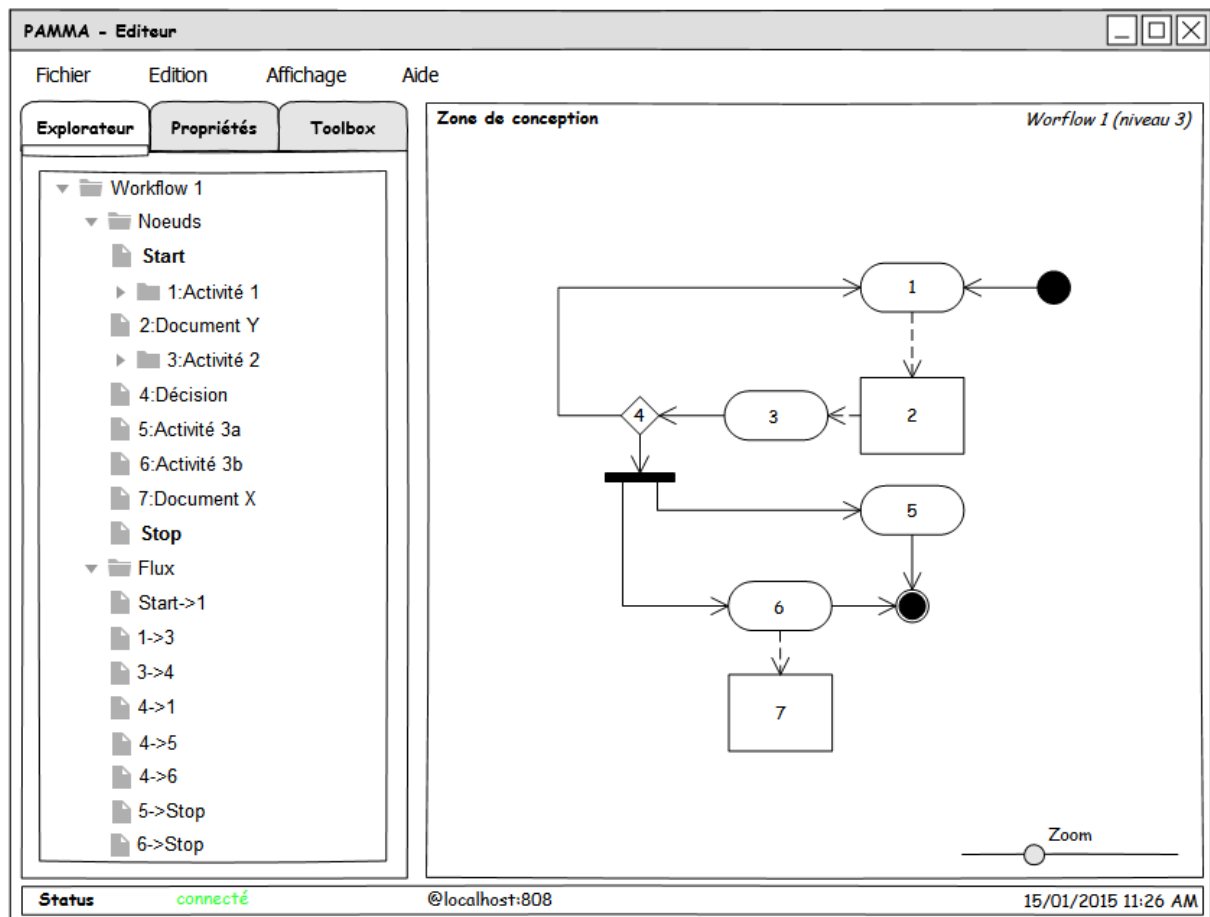 PAMMA - Editeur
Fichier Edition Affichage Aide
Explorateur Propriétés Toolbox
Workflow 1
Noeuds
Start
1:Activité 1
2:Document Y
3:Activité 2
4:Décision
5:Activité 3a
6:Activité 3b
7:Document X
Stop
Flux
Start->1
1->3
3->4
4->1
4->5
4->6
5->Stop
6->Stop
Zone de conception Worflow 1 (niveau 3)
1
4 3 2
5
6
7
Zoom
Status connecté @localhost:808 15/01/2015 11:26 AM